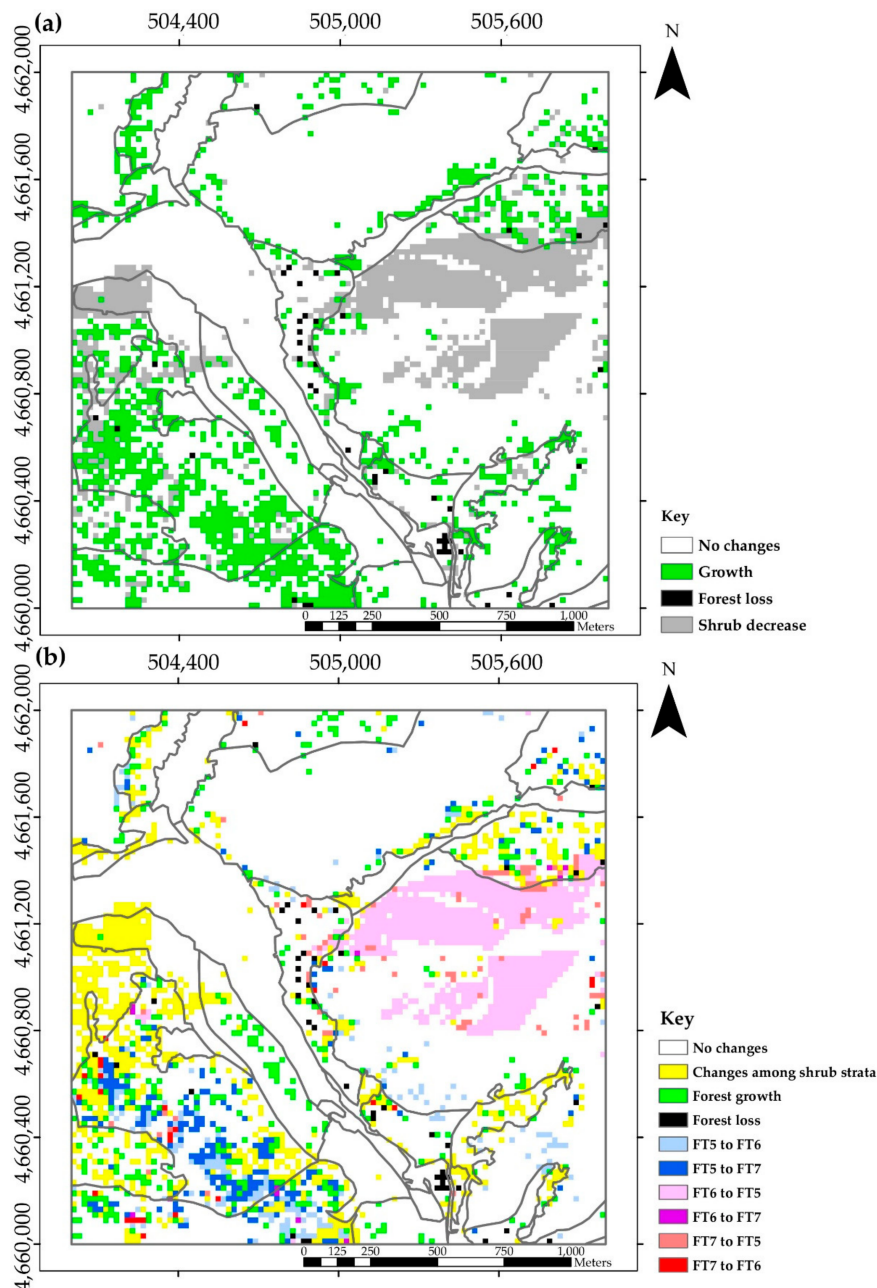 (a)
504,400 505,000 505,600
N
4,662,000
4,661,600
4,661,200
4,660,800
4,660,400
4,660,000
Key
No changes
Growth
Forest loss
Shrub decrease
0 125 250 500 750 1,000
Meters
(b)
504,400 505,000 505,600
N
4,662,000
4,661,600
4,661,200
4,660,800
4,660,400
4,660,000
Key
No changes
Changes among shrub strata
Forest growth
Forest loss
FT5 to FT6
FT5 to FT7
FT6 to FT5
FT6 to FT7
FT7 to FT5
FT7 to FT6
0 125 250 500 750 1,000
Meters